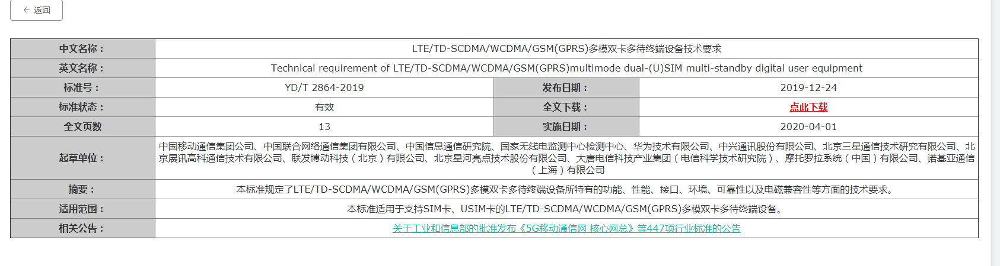 ← 返回
中文名称： LTE/TD-SCDMA/WCDMA/GSM(GPRS)多模双卡多待终端设备技术要求
英文名称： Technical requirement of LTE/TD-SCDMA/WCDMA/GSM(GPRS)multimode dual-(U)SIM multi-standby digital user equipment
标准号： YD/T 2864-2019 发布日期： 2019-12-24
标准状态： 有效 全文下载： 点此下载
全文页数 13 实施日期： 2020-04-01
起草单位： 中国移动通信集团公司、中国联合网络通信集团有限公司、中国信息通信研究院、国家无线电监测中心检测中心、华为技术有限公司、中兴通讯股份有限公司、北京三星通信技术研究有限公司、北
京展讯高科通信技术有限公司、联发博动科技（北京）有限公司、北京星河亮点技术股份有限公司、大唐电信科技产业集团（电信科学技术研究院）、摩托罗拉系统（中国）有限公司、诺基亚通信
（上海）有限公司
摘要： 本标准规定了LTE/TD-SCDMA/WCDMA/GSM(GPRS)多模双卡多待终端设备所特有的功能、性能、接口、环境、可靠性以及电磁兼容性等方面的技术要求。
适用范围： 本标准适用于支持SIM卡、USIM卡的LTE/TD-SCDMA/WCDMA/GSM(GPRS)多模双卡多待终端设备。
相关公告： 关于工业和信息部的批准发布《5G移动通信网 核心网总》等447项行业标准的公告